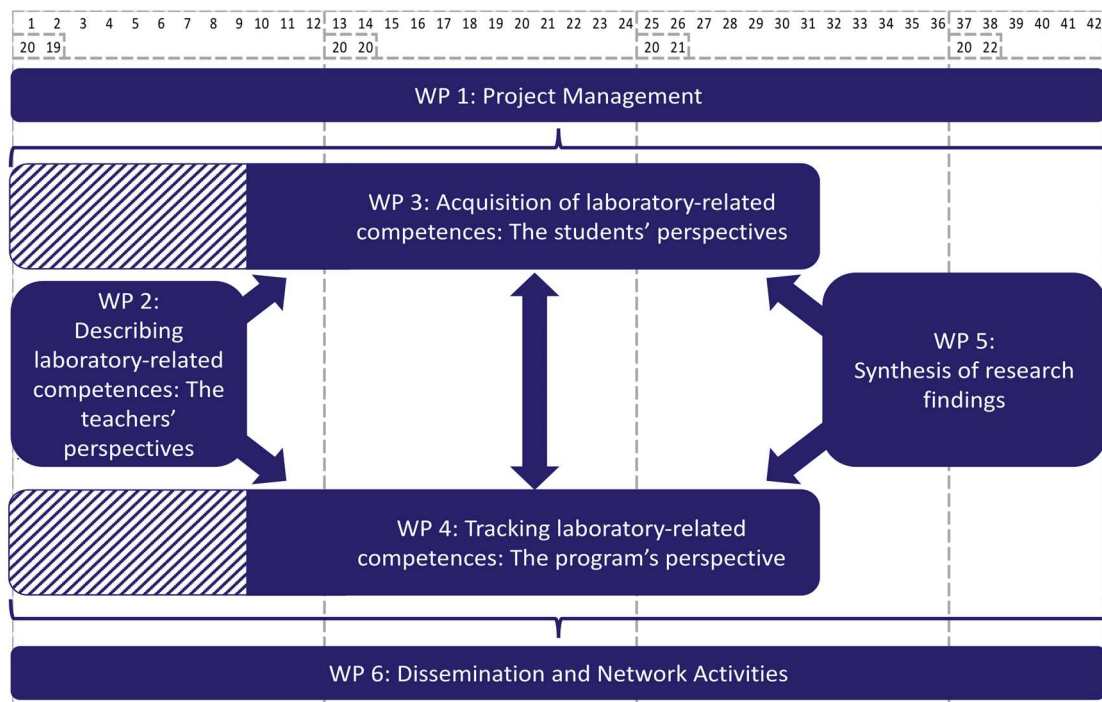 1 2 3 4 5 6 7 8 9 10 11 12 13 14 15 16 17 18 19 20 21 22 23 24 25 26 27 28 29 30 31 32 33 34 35 36 37 38 39 40 41 42
20 19 20 20 20 21 20 22
WP 1: Project Management
WP 3: Acquisition of laboratory-related
competences: The students’ perspectives
WP 2:
Describing
laboratory-related
competences: The
teachers’
perspectives
WP 5:
Synthesis of research
findings
WP 4: Tracking laboratory-related
competences: The program’s perspective
WP 6: Dissemination and Network Activities